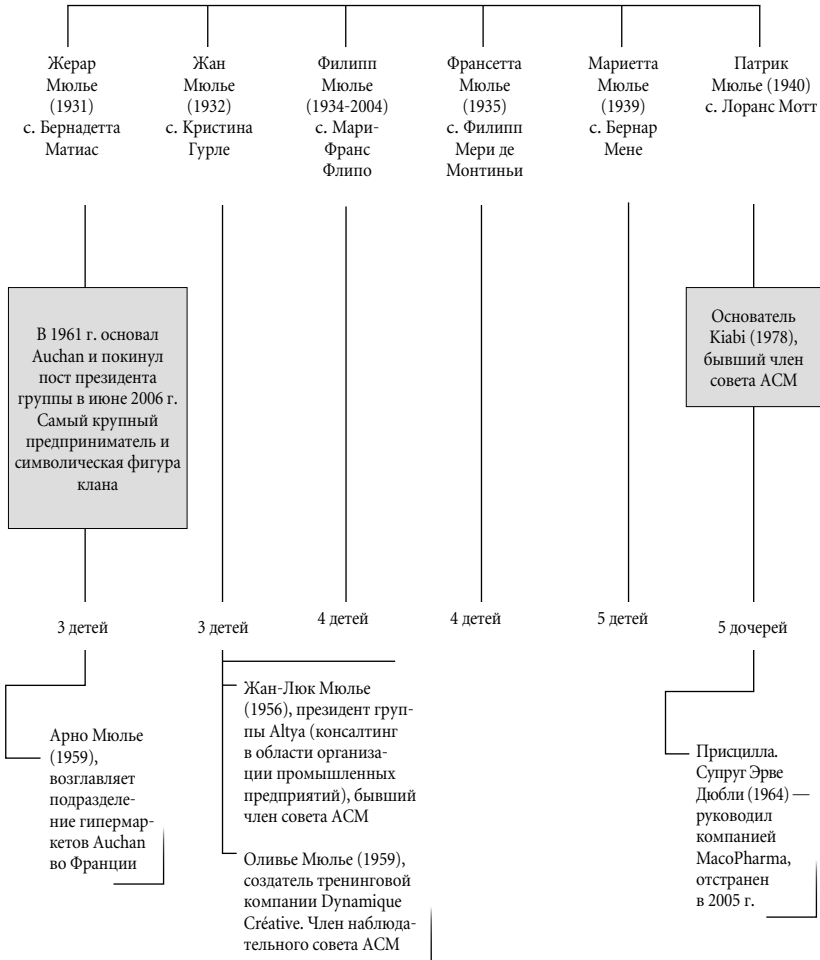 Жерар
Мюлье
(1931)
с. Бернадетта
Матиас
Жан
Мюлье
(1932)
с. Кристина
Гурле
Филипп
Мюлье
(1934-2004)
с. Мари-
Франс
Флипо
Франсетта
Мюлье
(1935)
с. Филипп
Мери де
Монтиньи
Мариетта
Мюлье
(1939)
с. Бернар
Мене
Патрик
Мюлье (1940)
с. Лоранс Мотт
В 1961 г. основал
Auchan и покинул
пост президента
группы в июне 2006 г.
Самый крупный
предприниматель и
символическая фигура
клана
Основатель
Kiabi (1978),
бывший член
совета АСМ
3 детей
3 детей
4 детей
4 детей
5 детей
5 дочерей
Арно Мюлье
(1959),
возглавляет
подразделе-
ние гипермар-
кетов Auchan
во Франции
Жан-Люк Мюлье
(1956), президент груп-
пы Altya (консалтинг
в области организа-
ции промышленных
предприятий), бывший
член совета АСМ
Оливье Мюлье (1959),
создатель тренинговой
компании Dynamique
Créative. Член наблюда-
тельного совета АСМ
Присцилла.
Супруг Эрве
Дюбли (1964) —
руководил
компанией
MacoPharma,
отстранен
в 2005 г.